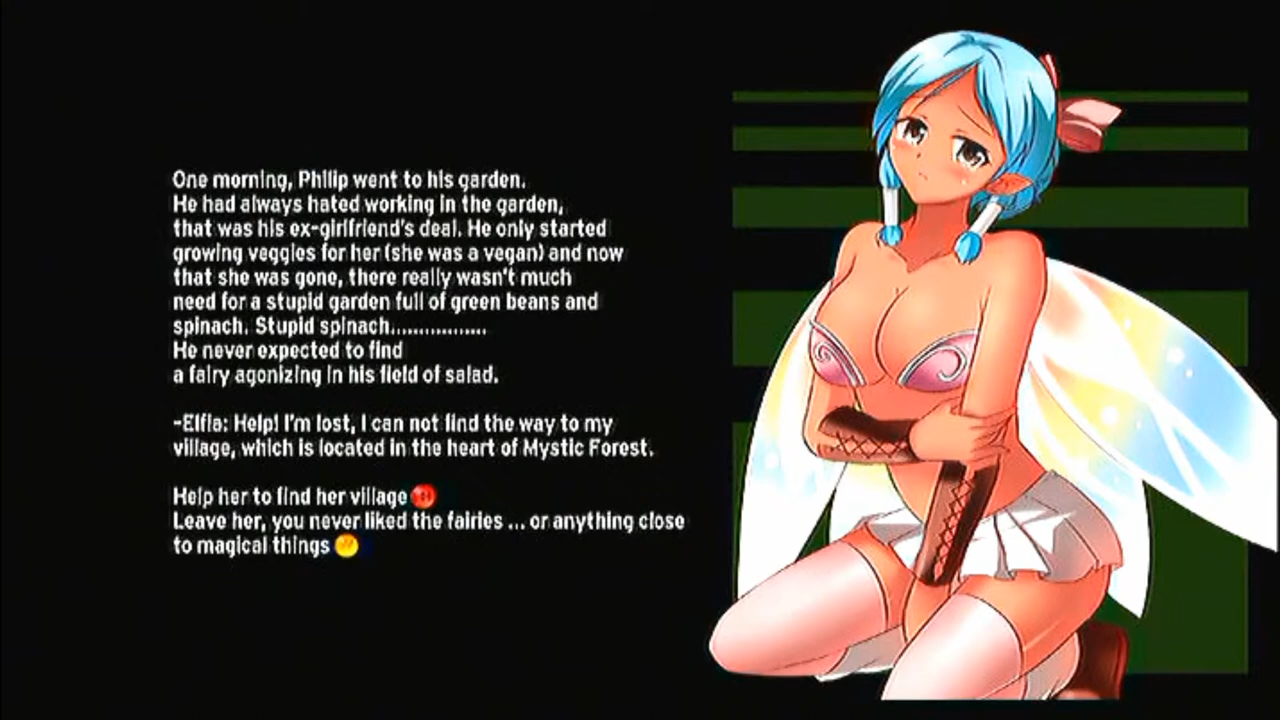 One morning, Philip went to his garden.
He had always hated working in the garden,
that was his ex-girlfriend's deal. He only started
growing veggies for her (she was a vegan) and now
that she was gone, there really wasn't much
need for a stupid garden full of green beans and
spinach. Stupid spinach.................
He never expected to find
a fairy agonizing in his field of salad.
-Elfia: Help! I'm lost, I can not find the way to my
village, which is located in the heart of Mystic Forest.
Help her to find her village
Leave her, you never liked the fairies ... or anything close
to magical things